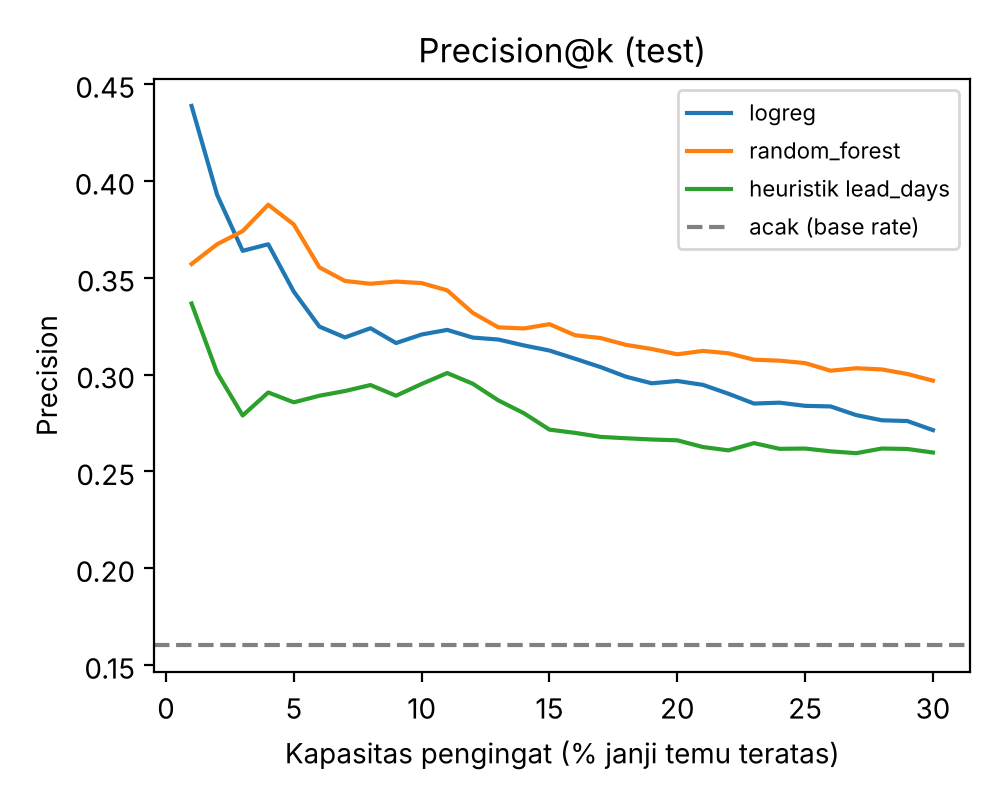 Precision@k (test)
logreg
random_forest
heuristik lead_days
acak (base rate)
Precision
0.45
0.40
0.35
0.30
0.25
0.20
0.15
0 5 10 15 20 25 30
Kapasitas pengingat (% janji temu teratas)